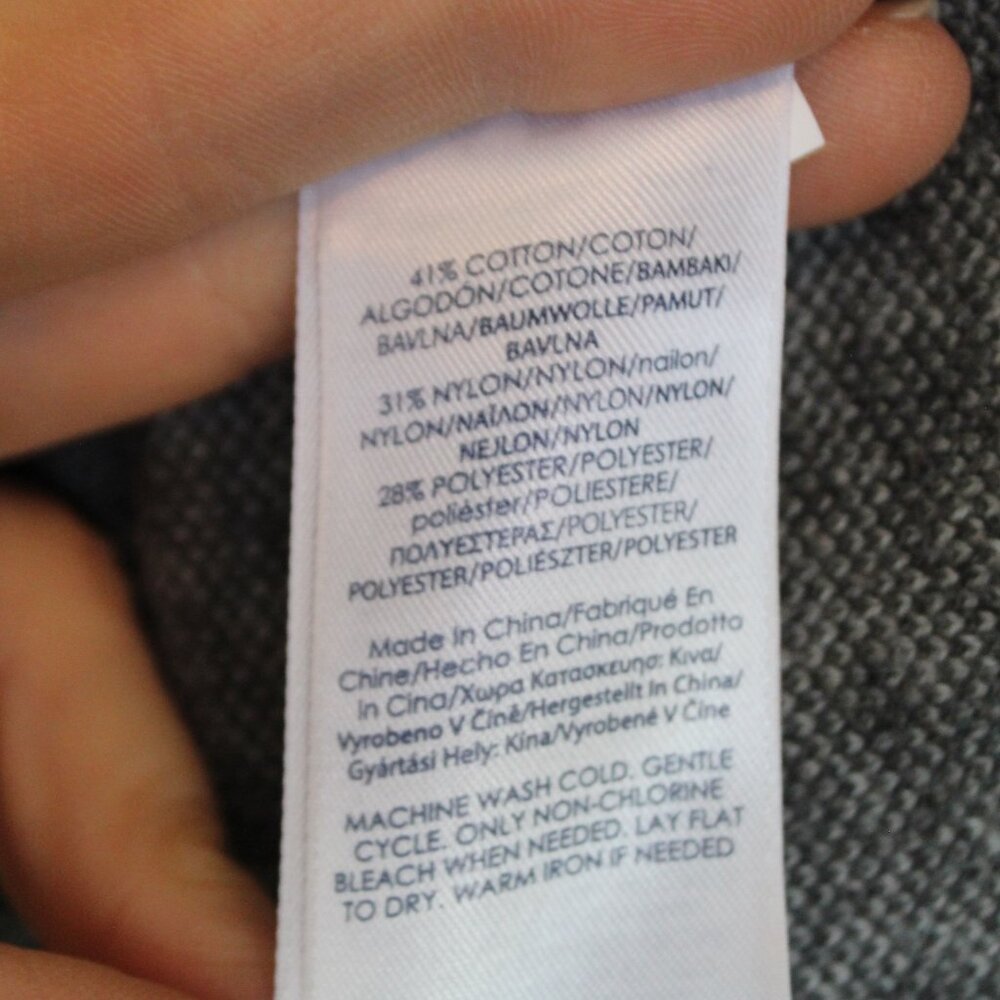 41% COTTON/COTON/
ALGODÓN/COTONE/BAMBAKI/
BAVLNA/BAUMWOLLE/PAMUT/
BAVLNA
31% NYLON/NYLON/nailon/
NYLON/ΝΑΪΛΟΝ/NYLON/NYLON/
NEJLON/NYLON
28% POLYESTER/POLYESTER/
poliéster/POLIESTERE/
ΠΟΛΥΕΣΤΕΡΑΣ/POLYESTER/
POLYESTER/POLIÉSZTER/POLYESTER
Made In China/Fabriqué En
Chine/Hecho En China/Prodotto
In Cina/Χωρα Κατασκευησ: Κινα/
Vyrobeno V Číně/Hergestellt In China/
Gyártási Hely: Kína/Vyrobené V Číne
MACHINE WASH COLD. GENTLE
CYCLE. ONLY NON-CHLORINE
BLEACH WHEN NEEDED. LAY FLAT
TO DRY. WARM IRON IF NEEDED